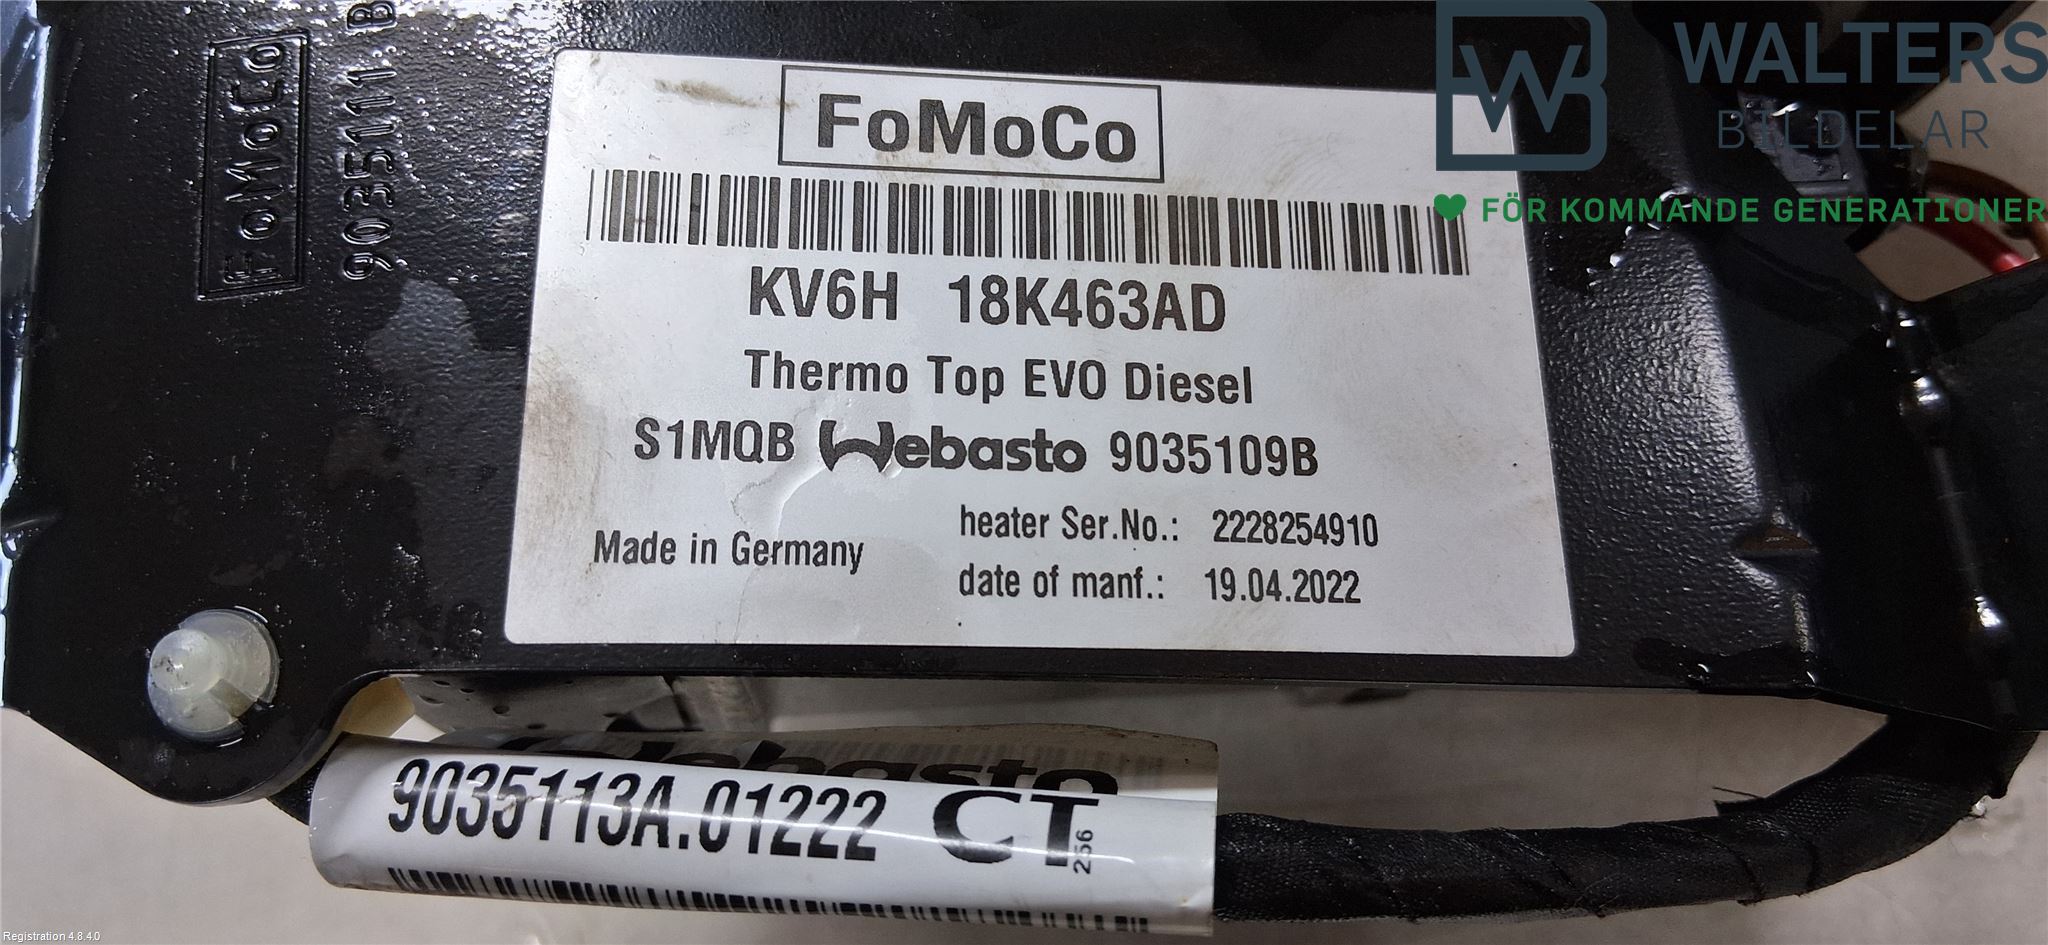 FoMoCo
9035111.B
FoMoCo
KV6H 18K463AD
Thermo Top EVO Diesel
S1MQB Webasto 9035109B
Made in Germany
heater Ser.No.: 2228254910
date of manf.: 19.04.2022
Webasto
9035113A.01222 CT
256
WALTERS
BILDELAR
FÖR KOMMANDE GENERATIONER
Registration 4.8.4.0